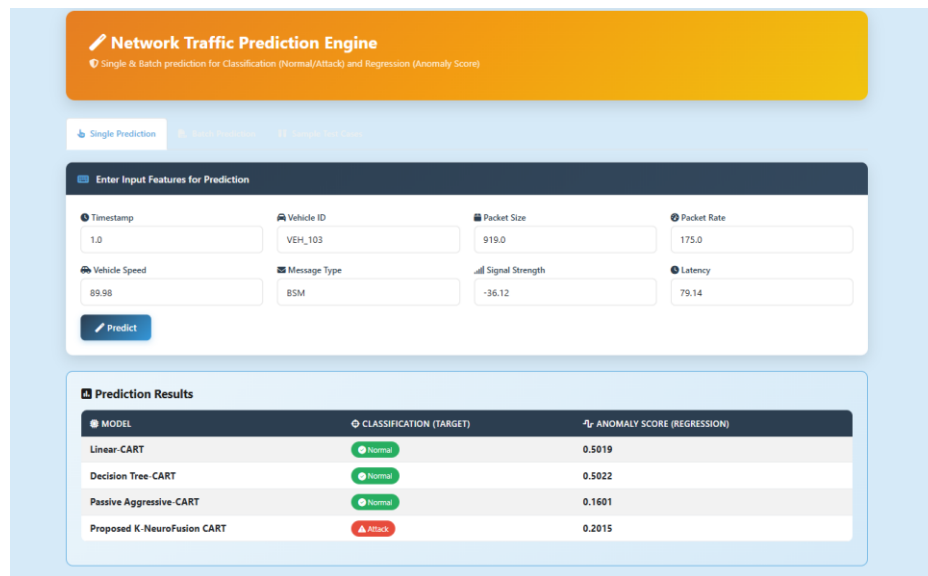 Network Traffic Prediction Engine
Single & Batch prediction for Classification (Normal/Attack) and Regression (Anomaly Score)
Single Prediction
Enter Input Features for Prediction
Timestamp Vehicle ID Packet Size Packet Rate
1.0 VEH_103 919.0 175.0
Vehicle Speed Message Type Signal Strength Latency
89.98 BSM -36.12 79.14
Predict
Prediction Results
MODEL CLASSIFICATION (TARGET) ANOMALY SCORE (REGRESSION)
Linear-CART Normal 0.5019
Decision Tree-CART Normal 0.5022
Passive Aggressive-CART Normal 0.1601
Proposed K-NeuroFusion CART Attack 0.2015